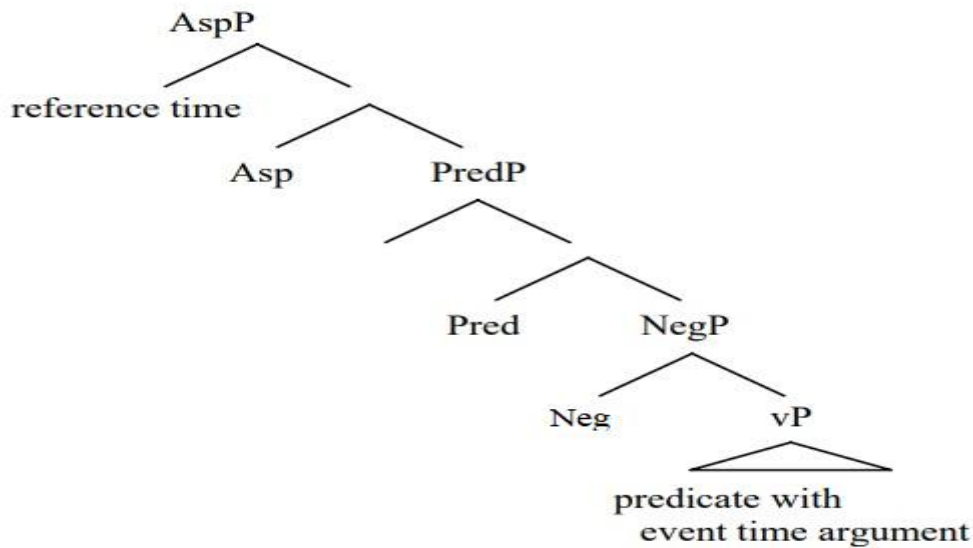 AspP
reference time
Asp PredP
Pred NegP
Neg vP
predicate with
event time argument